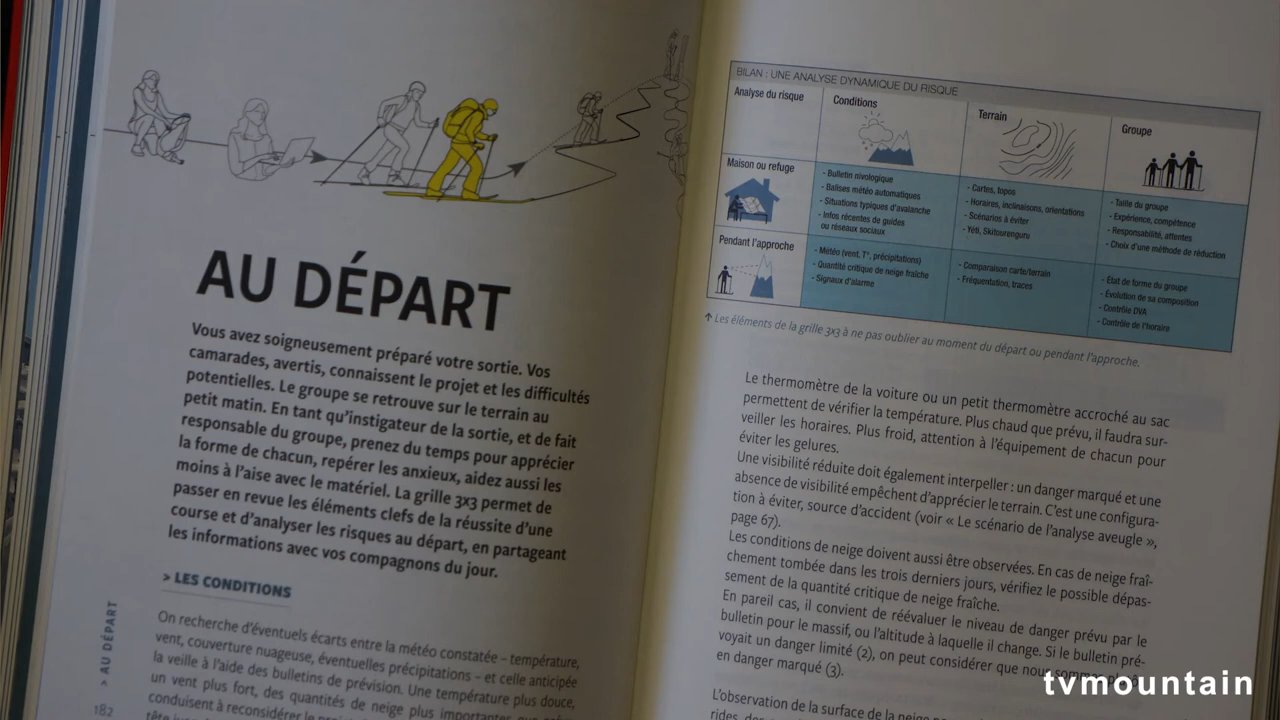 AU DÉPART
Vous avez soigneusement préparé votre sortie. Vos
camarades, avertis, connaissent le projet et les difficultés
potentielles. Le groupe se retrouve sur le terrain au
petit matin. En tant qu'instigateur de la sortie, et de fait
responsable du groupe, prenez du temps pour apprécier
la forme de chacun, repérer les anxieux, aidez aussi les
moins à l'aise avec le matériel. La grille 3x3 permet de
passer en revue les éléments clefs de la réussite d'une
course et d'analyser les risques au départ, en partageant
les informations avec vos compagnons du jour.
> LES CONDITIONS
On recherche d'éventuels écarts entre la météo constatée – température,
vent, couverture nuageuse, éventuelles précipitations – et celle anticipée
la veille à l'aide des bulletins de prévision. Une température plus douce,
un vent plus fort, des quantités de neige plus importantes que
conduisent à reconsidérer le
> AU DÉPART
182
BILAN : UNE ANALYSE DYNAMIQUE DU RISQUE
Analyse du risque
Conditions
Terrain
Groupe
Maison ou refuge
- Bulletin nivologique
- Balises météo automatiques
- Situations typiques d'avalanche
- Infos récentes de guides
ou réseaux sociaux
- Cartes, topos
- Horaires, inclinaisons, orientations
- Scénarios à éviter
- Yéti, Skitourenguru
- Taille du groupe
- Expérience, compétence
- Responsabilité, attentes
- Choix d'une méthode de réduction
Pendant l'approche
- Météo (vent, T°, précipitations)
- Quantité critique de neige fraîche
- Signaux d'alarme
- Comparaison carte/terrain
- Fréquentation, traces
- État de forme du groupe
- Évolution de sa composition
- Contrôle DVA
- Contrôle de l'horaire
↑ Les éléments de la grille 3x3 à ne pas oublier au moment du départ ou pendant l'approche.
Le thermomètre de la voiture ou un petit thermomètre accroché au sac
permettent de vérifier la température. Plus chaud que prévu, il faudra sur-
veiller les horaires. Plus froid, attention à l'équipement de chacun pour
éviter les gelures.
Une visibilité réduite doit également interpeller : un danger marqué et une
absence de visibilité empêchent d'apprécier le terrain. C'est une configura-
tion à éviter, source d'accident (voir « Le scénario de l'analyse aveugle »,
page 67).
Les conditions de neige doivent aussi être observées. En cas de neige fraî-
chement tombée dans les trois derniers jours, vérifiez le possible dépas-
sement de la quantité critique de neige fraîche.
En pareil cas, il convient de réévaluer le niveau de danger prévu par le
bulletin pour le massif, ou l'altitude à laquelle il change. Si le bulletin pré-
voyait un danger limité (2), on peut considérer que nous sommes
en danger marqué (3).
L'observation de la surface de la neige
tvmountain